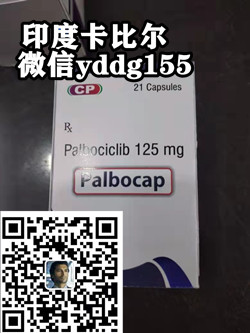 印度卡比尔
微信yddg155
CP
21 Capsules
Rx
Palbociclib 125 mg
Palbocap